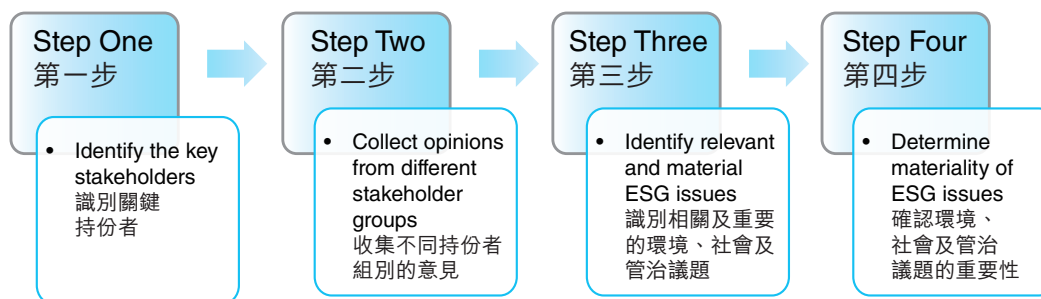 Step One
第一步
• Identify the key
stakeholders
識別關鍵
持份者
Step Two
第二步
• Collect opinions
from different
stakeholder
groups
收集不同持份者
組別的意見
Step Three
第三步
• Identify relevant
and material
ESG issues
識別相關及重要
的環境、社會及
管治議題
Step Four
第四步
• Determine
materiality of
ESG issues
確認環境、
社會及管治
議題的重要性